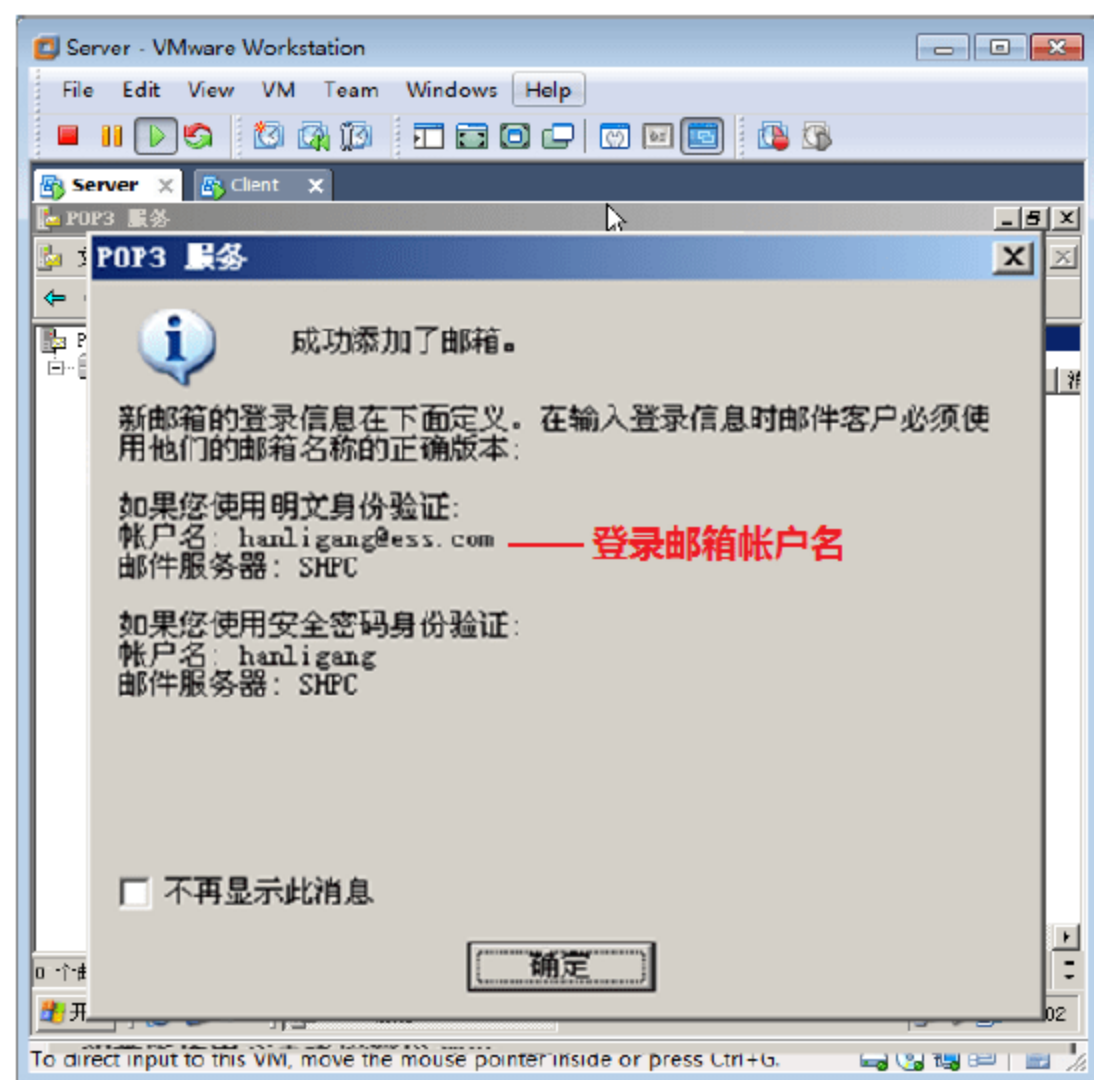 Server - VMware Workstation
File Edit View VM Team Windows Help
Server Client
POP3 服务
POP3 服务
成功添加了邮箱。
新邮箱的登录信息在下面定义。在输入登录信息时邮件客户必须使
用他们的邮箱名称的正确版本:
如果您使用明文身份验证:
帐户名: hanligang@ess.com
登录邮箱帐户名
邮件服务器: SHPC
如果您使用安全密码身份验证:
帐户名: hanligang
邮件服务器: SHPC
不再显示此消息
确定
0 个
开
02
To direct input to this VM, move the mouse pointer inside or press Ctrl+G.